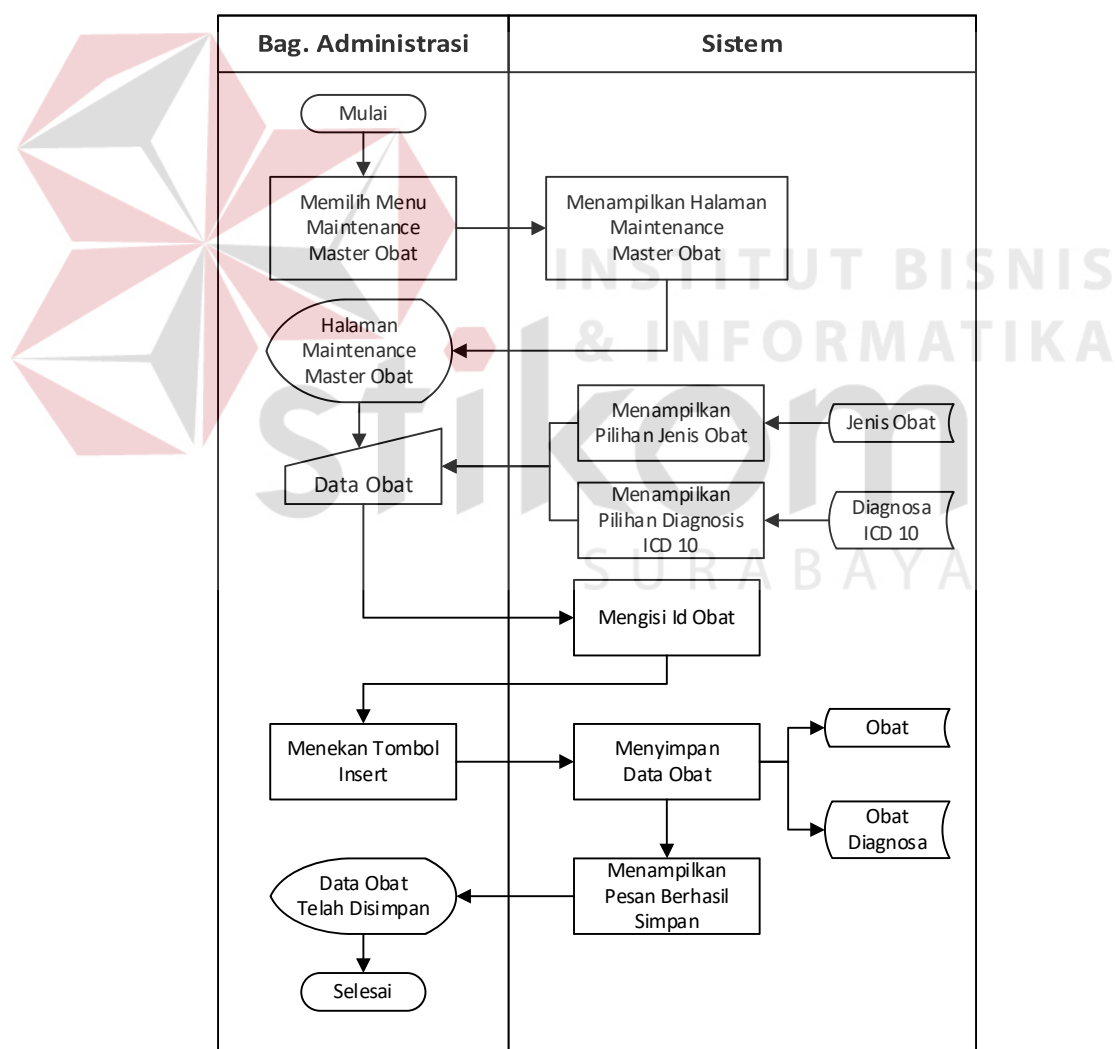 Bag. Administrasi
Sistem
Mulai
Memilih Menu
Maintenance
Master Obat
Menampilkan Halaman
Maintenance
Master Obat
INSTITUT BISNIS
& INFORMATIKA
stikom
SURABAYA
Halaman
Maintenance
Master Obat
Menampilkan
Pilihan Jenis Obat
Jenis Obat
Data Obat
Menampilkan
Pilihan Diagnosis
ICD 10
Diagnosa
ICD 10
Mengisi Id Obat
Menekan Tombol
Insert
Menyimpan
Data Obat
Obat
Obat
Diagnosa
Data Obat
Telah Disimpan
Menampilkan
Pesan Berhasil
Simpan
Selesai